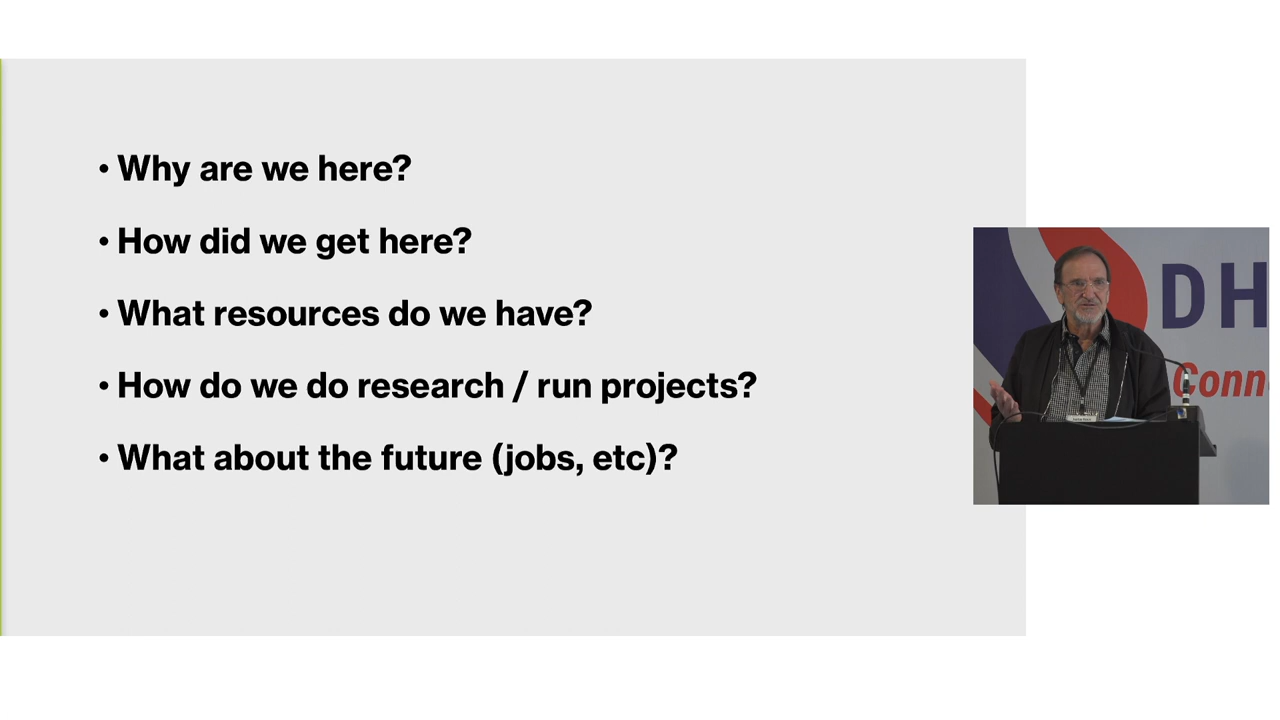 • Why are we here?
• How did we get here?
• What resources do we have?
• How do we do research / run projects?
• What about the future (jobs, etc)?
DH
Conn